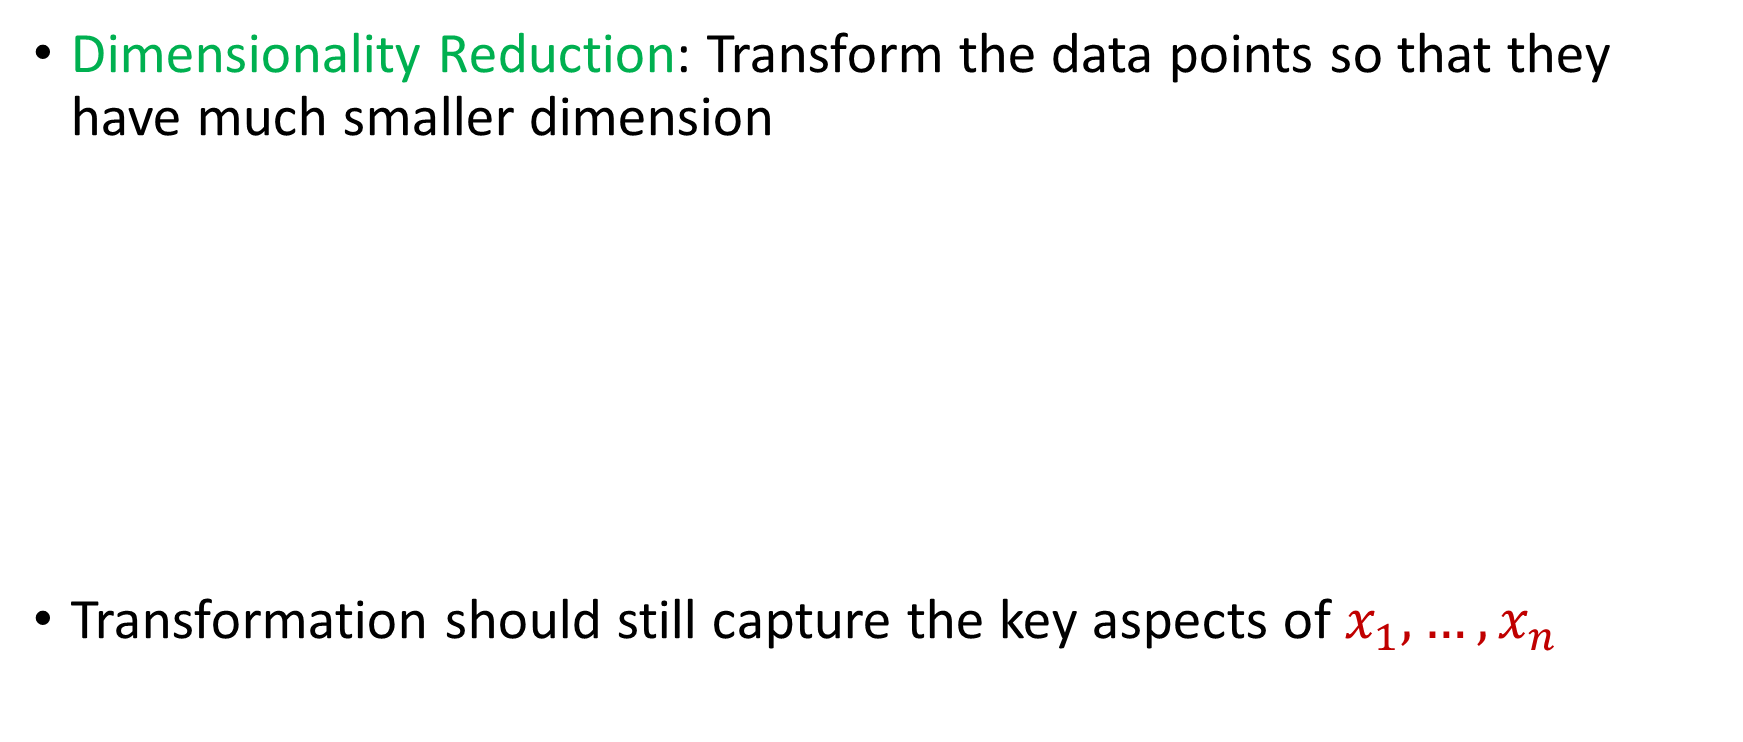 • Dimensionality Reduction: Transform the data points so that they
have much smaller dimension
• Transformation should still capture the key aspects of x₁, … , xₙ